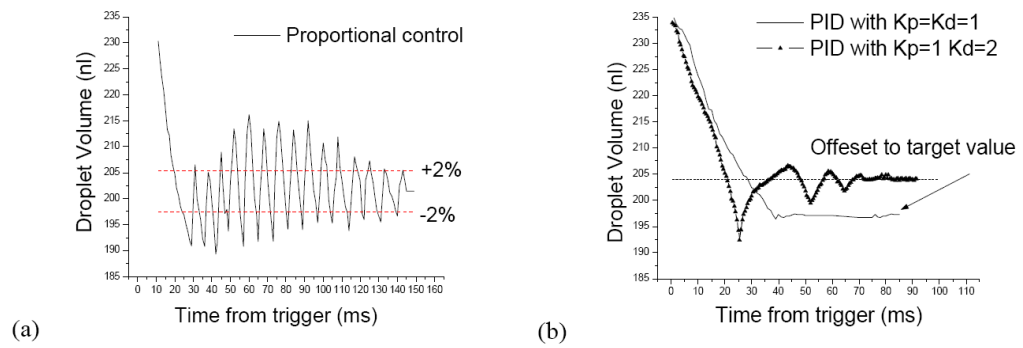 235
230
225
220
215
210
205
200
195
190
185
Droplet Volume (nl)
Proportional control
+2%
-2%
0 10 20 30 40 50 60 70 80 90 100 110 120 130 140 150 160
Time from trigger (ms)
(a)
235
230
225
220
215
210
205
200
195
190
185
Droplet Volume (nl)
PID with Kp=Kd=1
PID with Kp=1 Kd=2
Offeset to target value
0 10 20 30 40 50 60 70 80 90 100 110
Time from trigger (ms)
(b)